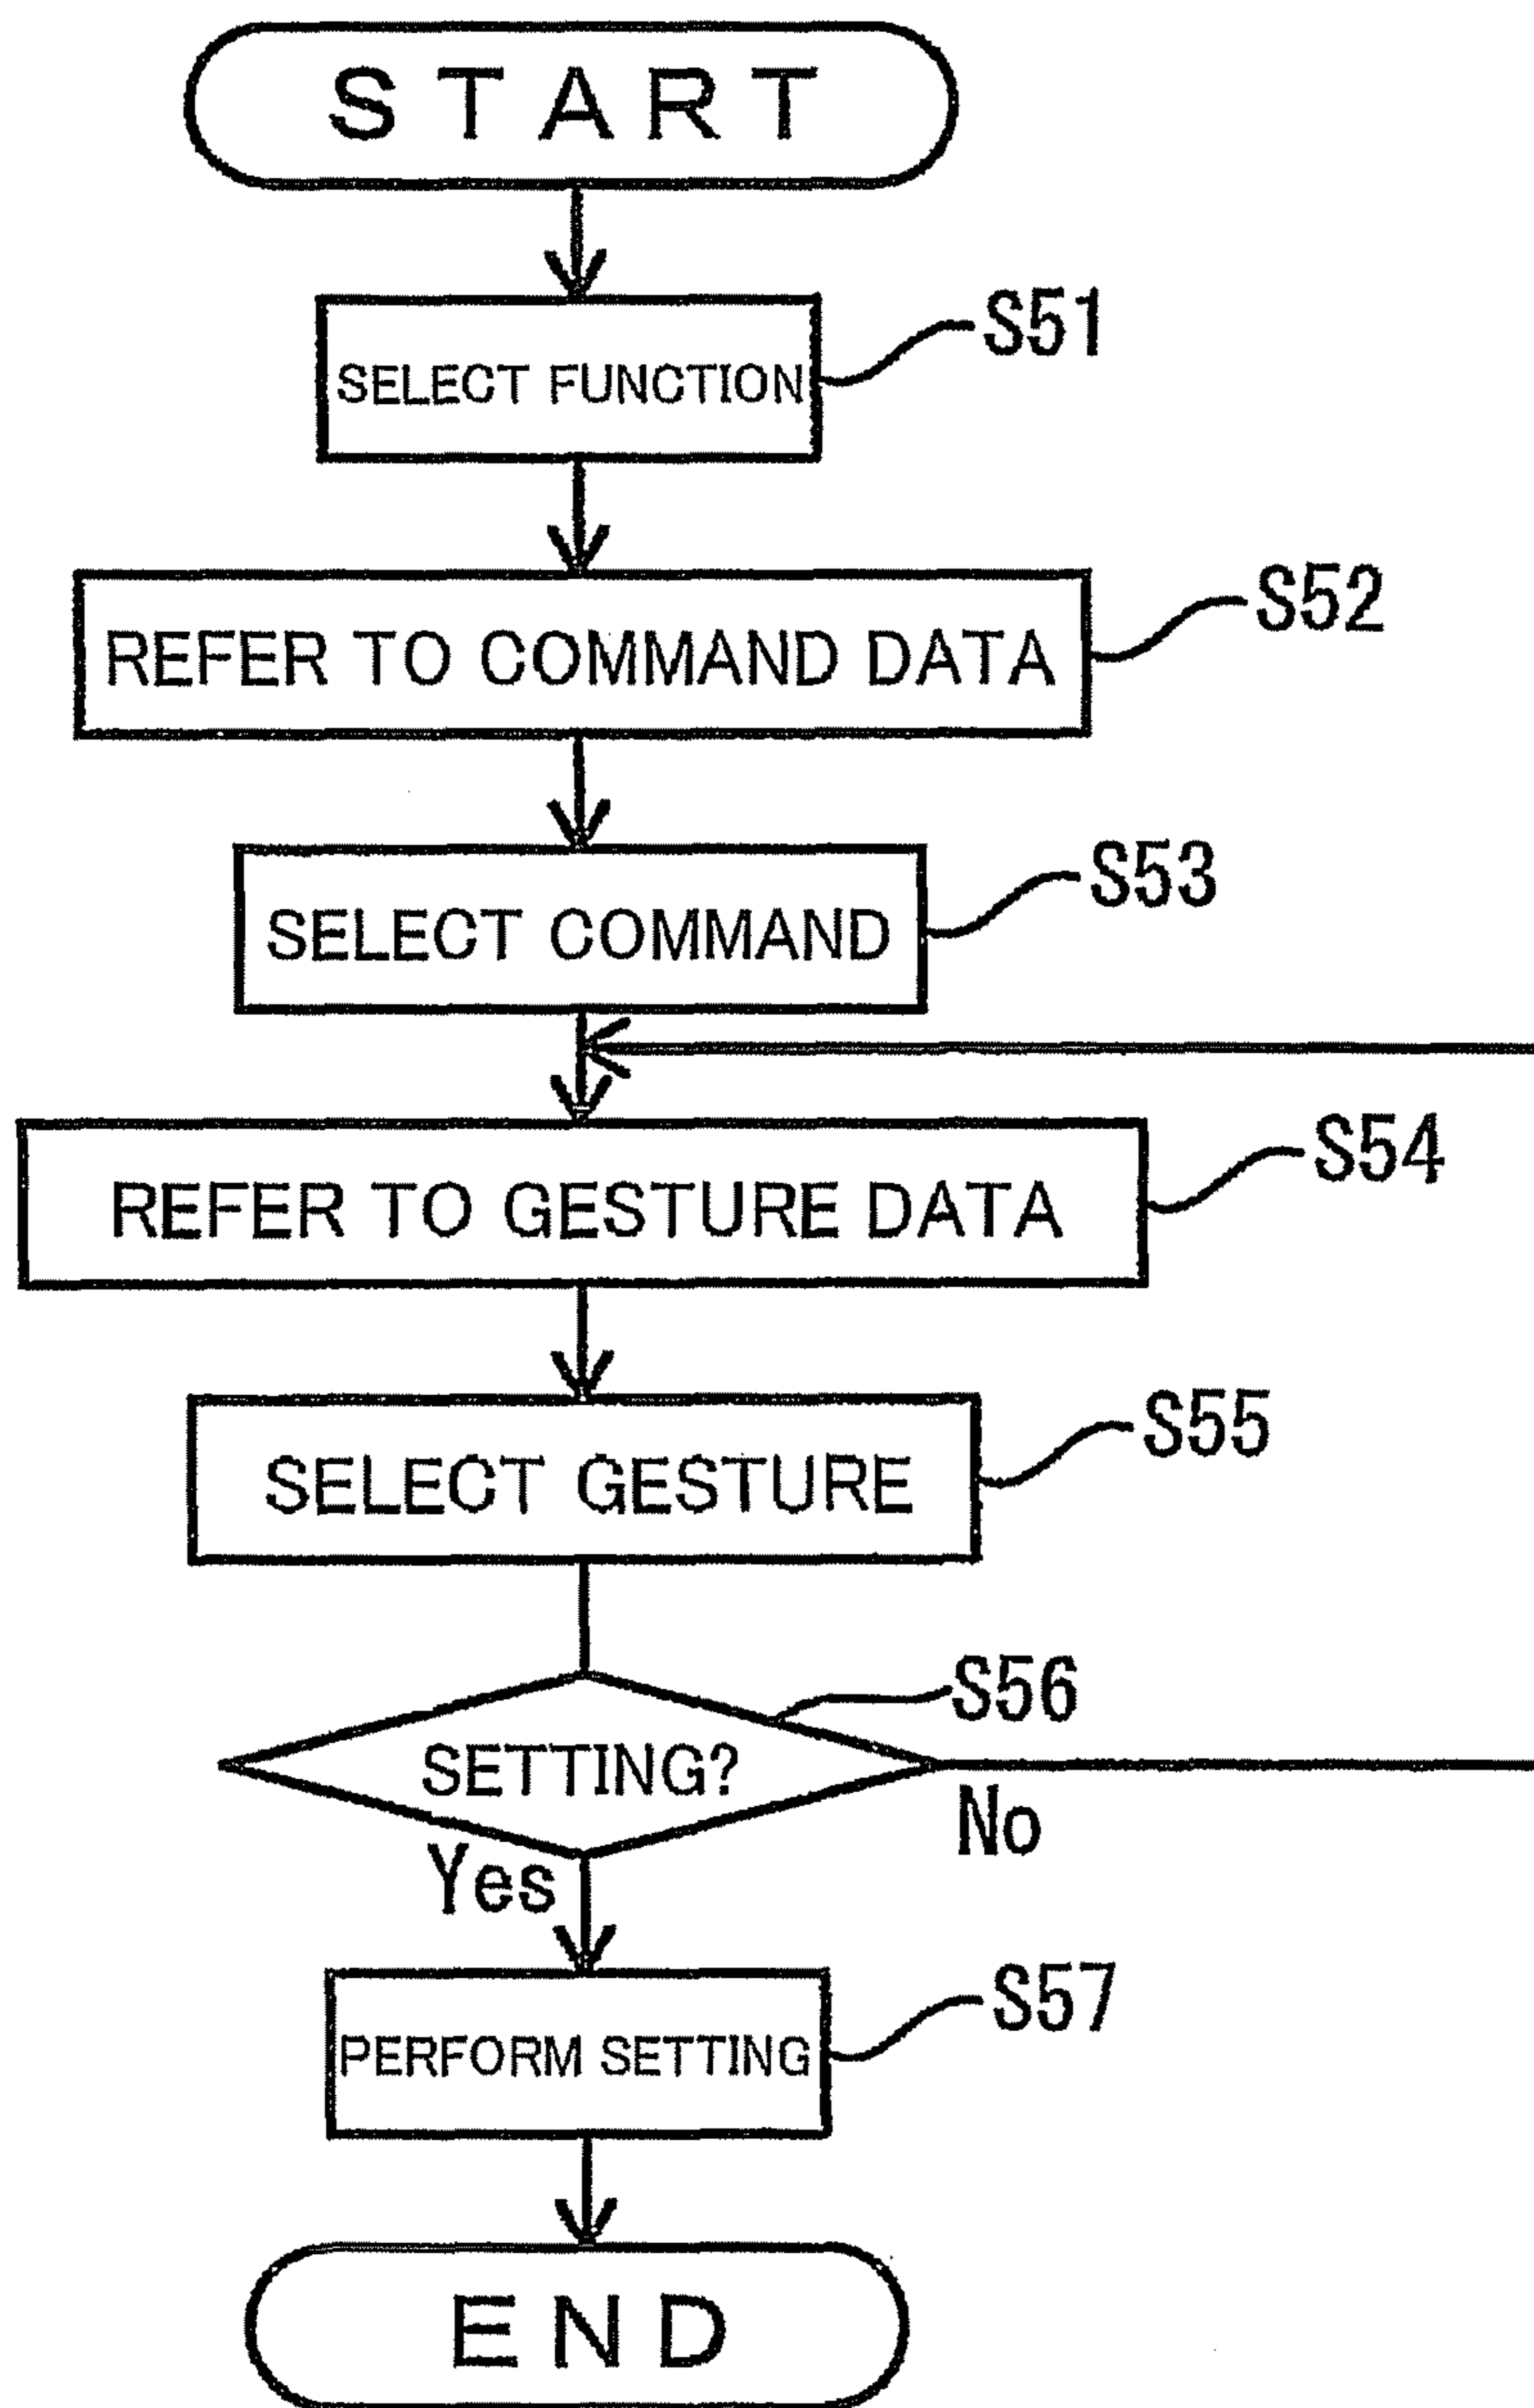 START
S51
SELECT FUNCTION
S52
REFER TO COMMAND DATA
S53
SELECT COMMAND
S54
REFER TO GESTURE DATA
S55
SELECT GESTURE
S56
SETTING?
No
Yes
S57
PERFORM SETTING
END